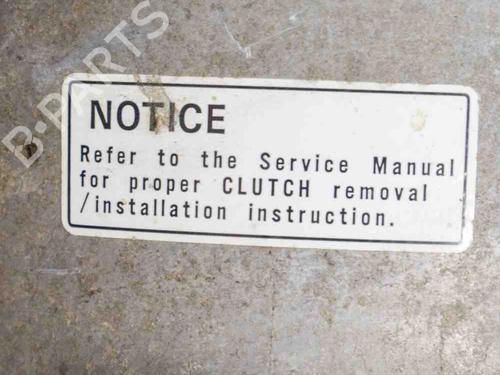 B-PARTS
NOTICE
Refer to the Service Manual
for proper CLUTCH removal
/installation instruction.